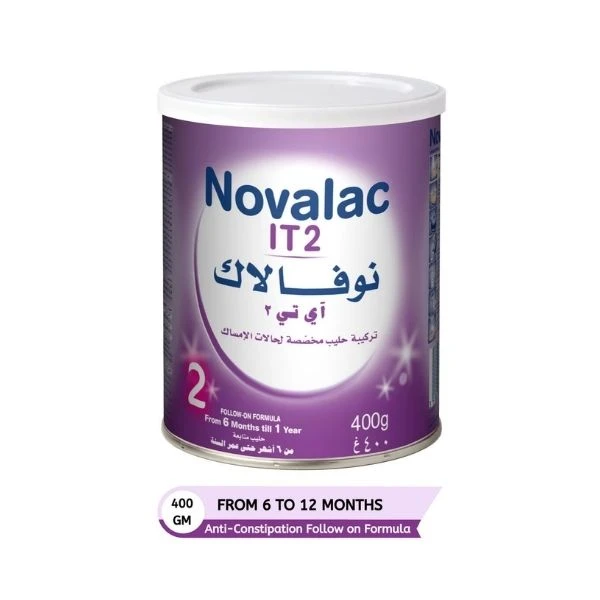 Novalac
IT2
نوفالاك
آي تي ٢
تركيبة حليب مخصّصة لحالات الإمساك
2
FOLLOW-ON FORMULA
From 6 Months till 1 Year
حليب متابعة
من ٦ أشهر حتى عمر السنة
400g
٤٠٠ غ
400
GM
FROM 6 TO 12 MONTHS
Anti-Constipation Follow on Formula